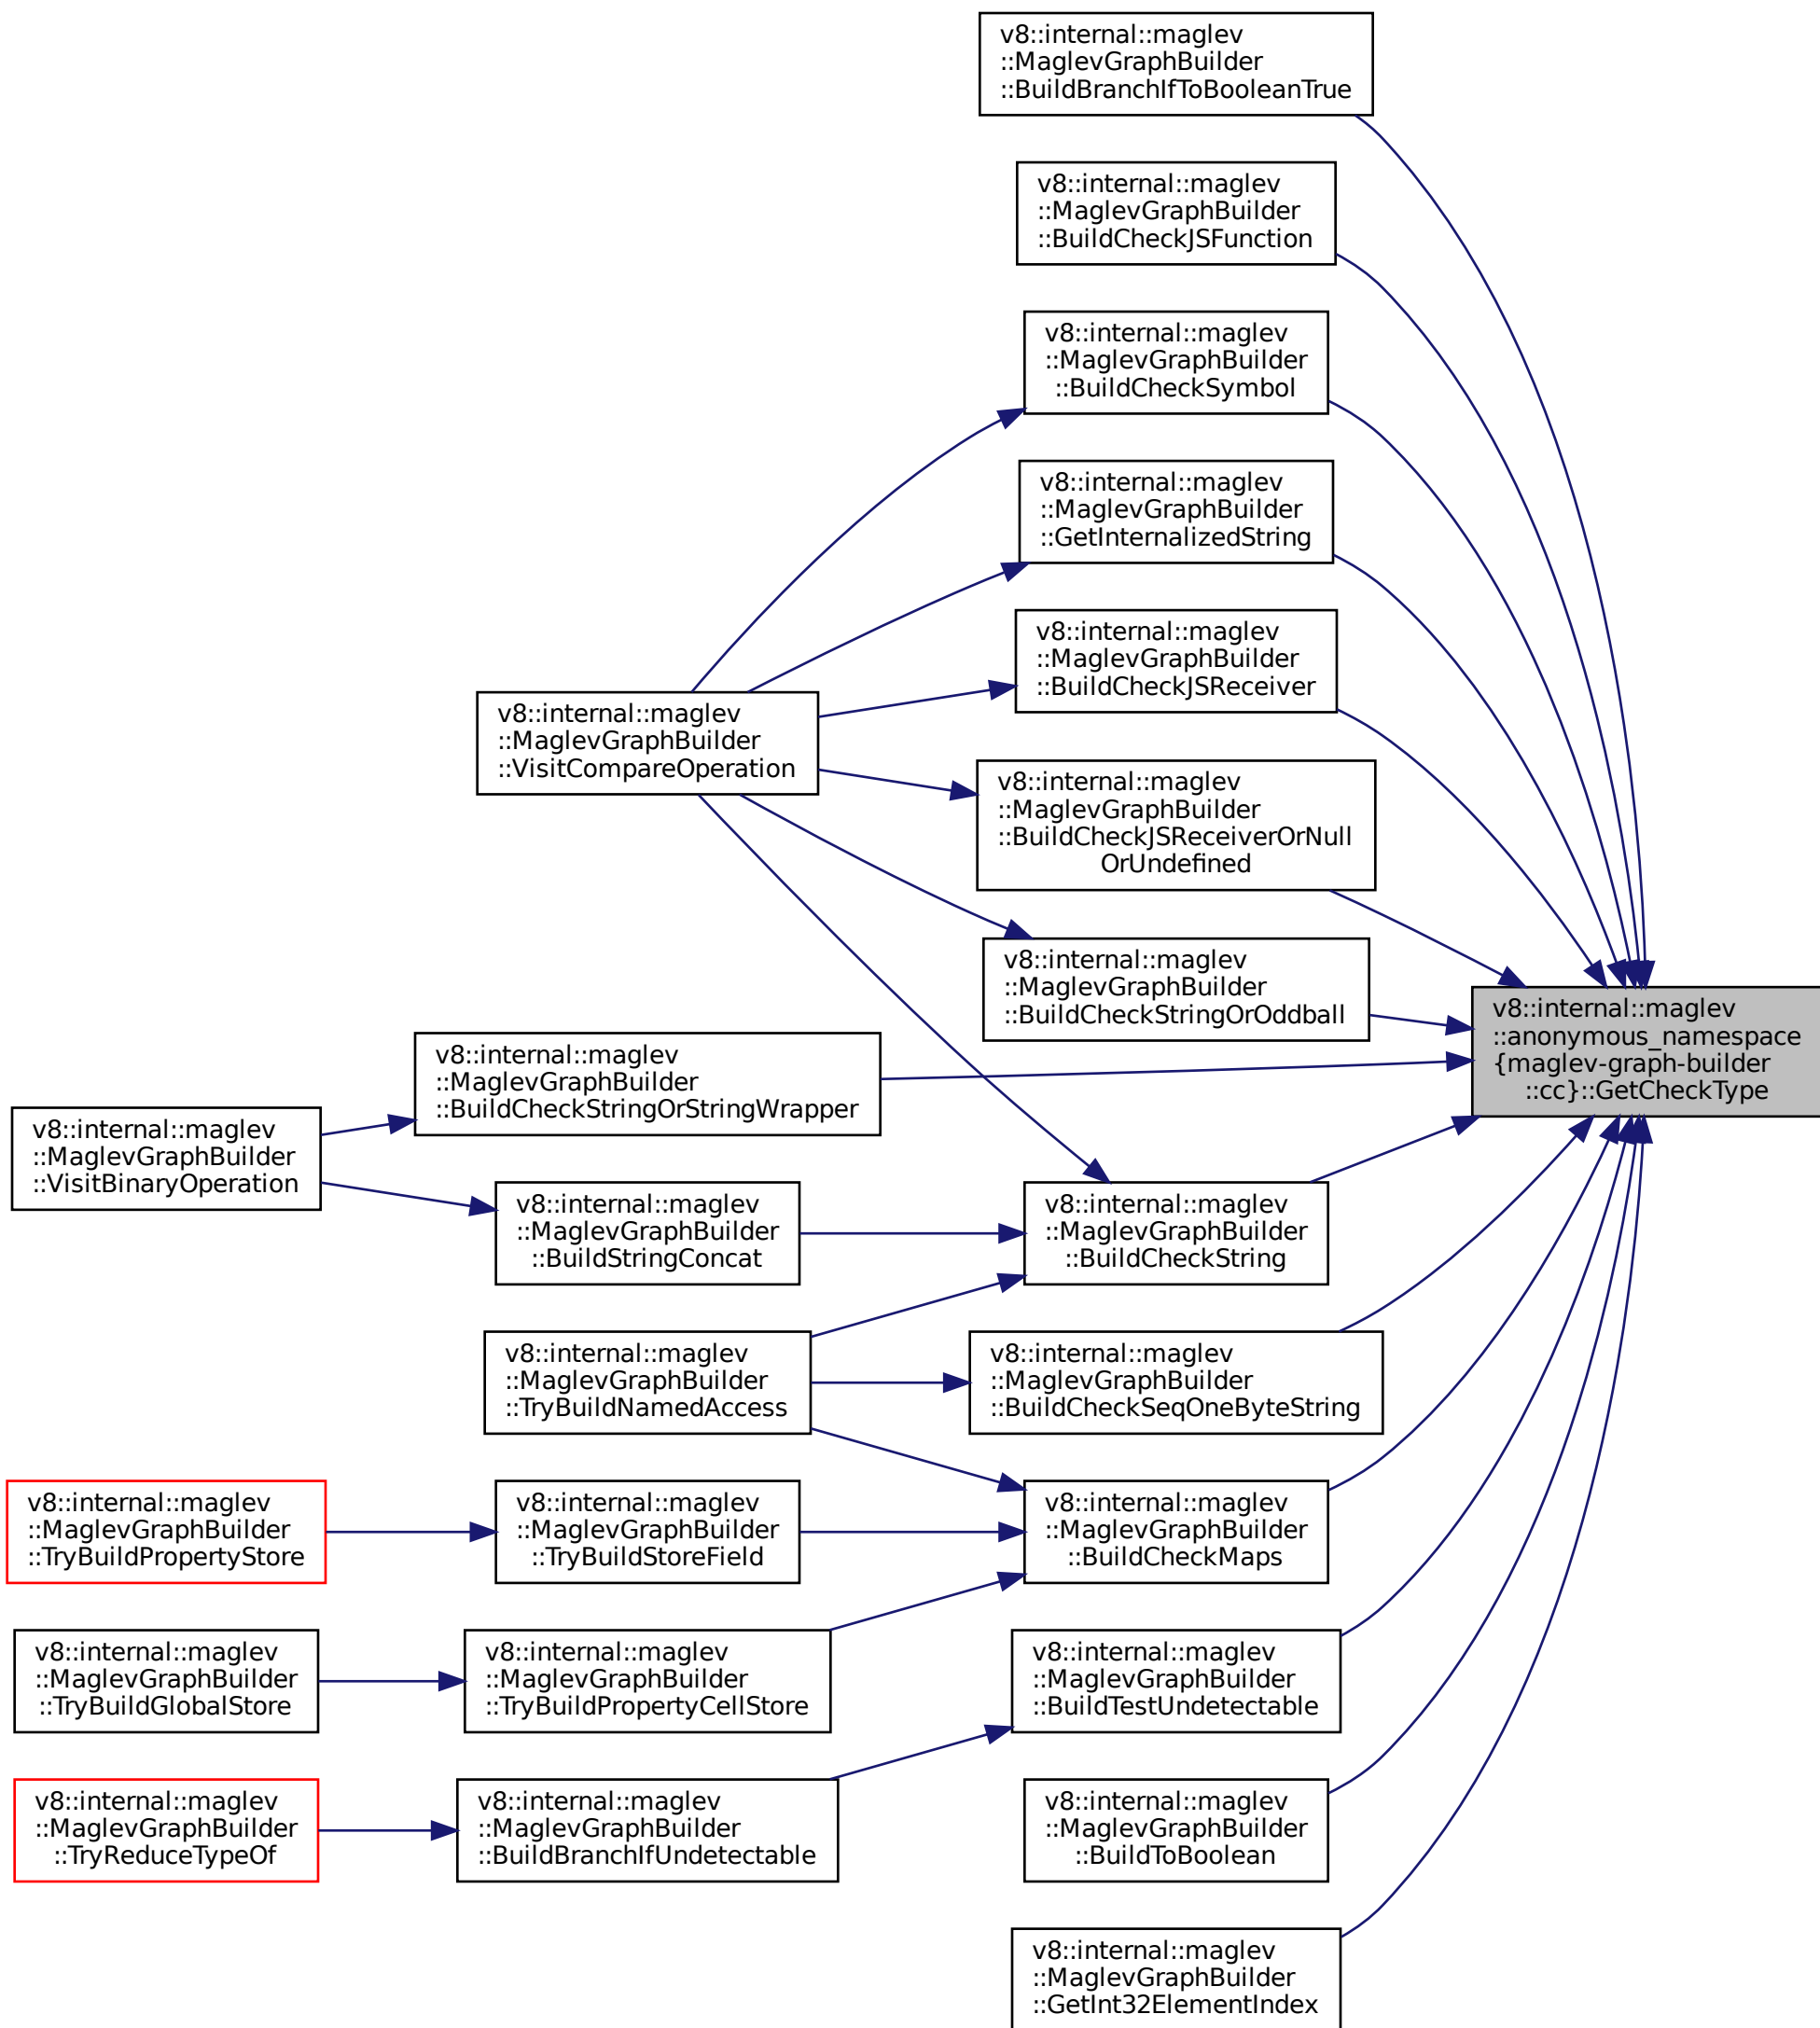 v8::internal::maglev
::MaglevGraphBuilder
::BuildBranchIfToBooleanTrue
v8::internal::maglev
::MaglevGraphBuilder
::BuildCheckJSFunction
v8::internal::maglev
::MaglevGraphBuilder
::BuildCheckSymbol
v8::internal::maglev
::MaglevGraphBuilder
::GetInternalizedString
v8::internal::maglev
::MaglevGraphBuilder
::BuildCheckJSReceiver
v8::internal::maglev
::MaglevGraphBuilder
::VisitCompareOperation
v8::internal::maglev
::MaglevGraphBuilder
::BuildCheckJSReceiverOrNull
OrUndefined
v8::internal::maglev
::MaglevGraphBuilder
::BuildCheckStringOrOddball
v8::internal::maglev
::anonymous_namespace
{maglev-graph-builder
::cc}::GetCheckType
v8::internal::maglev
::MaglevGraphBuilder
::BuildCheckStringOrStringWrapper
v8::internal::maglev
::MaglevGraphBuilder
::VisitBinaryOperation
v8::internal::maglev
::MaglevGraphBuilder
::BuildStringConcat
v8::internal::maglev
::MaglevGraphBuilder
::BuildCheckString
v8::internal::maglev
::MaglevGraphBuilder
::TryBuildNamedAccess
v8::internal::maglev
::MaglevGraphBuilder
::BuildCheckSeqOneByteString
v8::internal::maglev
::MaglevGraphBuilder
::TryBuildPropertyStore
v8::internal::maglev
::MaglevGraphBuilder
::TryBuildStoreField
v8::internal::maglev
::MaglevGraphBuilder
::BuildCheckMaps
v8::internal::maglev
::MaglevGraphBuilder
::TryBuildGlobalStore
v8::internal::maglev
::MaglevGraphBuilder
::TryBuildPropertyCellStore
v8::internal::maglev
::MaglevGraphBuilder
::BuildTestUndetectable
v8::internal::maglev
::MaglevGraphBuilder
::TryReduceTypeOf
v8::internal::maglev
::MaglevGraphBuilder
::BuildBranchIfUndetectable
v8::internal::maglev
::MaglevGraphBuilder
::BuildToBoolean
v8::internal::maglev
::MaglevGraphBuilder
::GetInt32ElementIndex